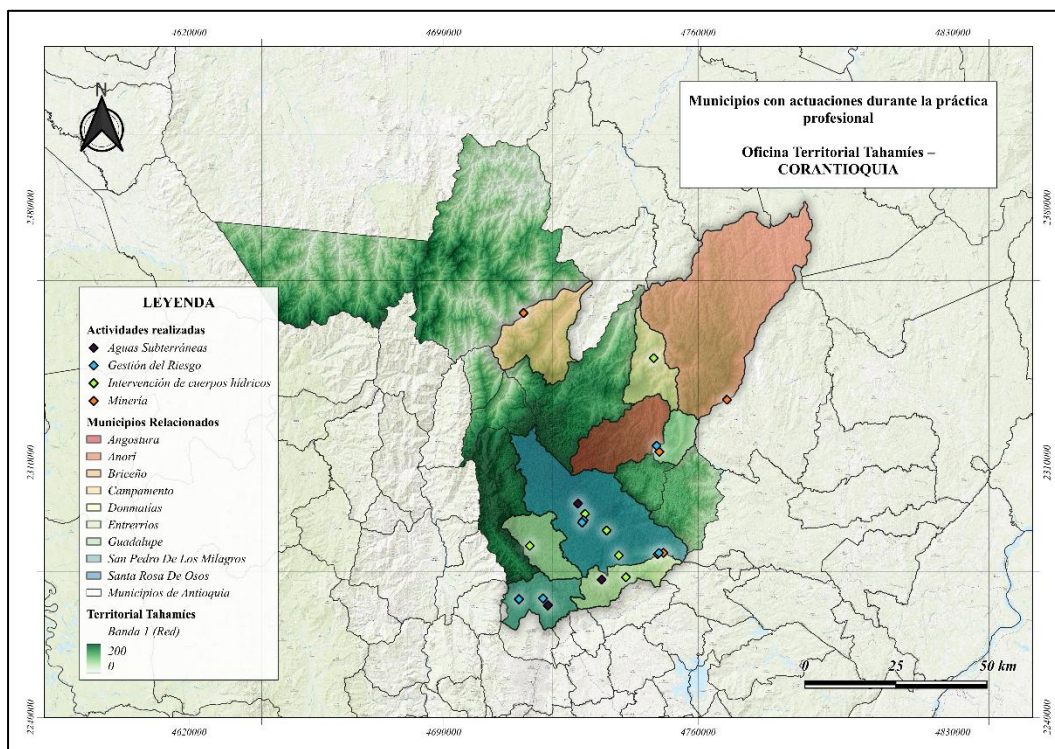 4620000 4690000 4760000 4830000
N
Municipios con actuaciones durante la práctica
profesional
Oficina Territorial Tahamíes –
CORANTIOQUIA
2380000 2380000
LEYENDA
Actividades realizadas
Aguas Subterráneas
Gestión del Riesgo
Intervención de cuerpos hídricos
Minería
Municipios Relacionados
Angostura
Anorí
Briceño
Campamento
Donmatías
Entrerríos
Guadalupe
San Pedro De Los Milagros
Santa Rosa De Osos
Municipios de Antioquia
Territorial Tahamíes
Banda 1 (Red)
200
0
2310000 2310000
0 25 50 km
2240000 2240000
4620000 4690000 4760000 4830000